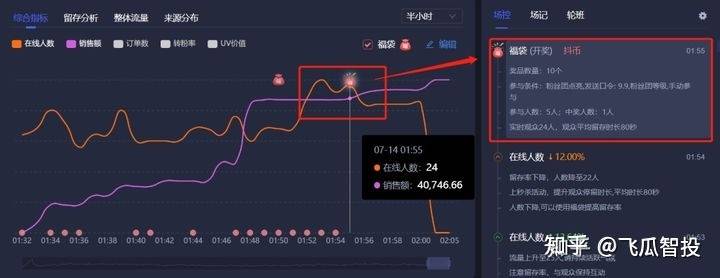 综合指标 留存分析 整体流量 来源分布 半小时
在线人数 销售额 订单数 转粉率 UV价值 福袋 编辑
07-14 01:55
在线人数: 24
销售额: 40,746.66
01:32 01:34 01:36 01:38 01:40 01:42 01:44 01:46 01:48 01:50 01:52 01:54 01:56 01:58 02:00 02:02 02:05
场控 场记 轮班
福袋 (开奖) 抖币 01:55
奖品数量: 10个
参与条件: 粉丝团点亮,发送口令: 9.9,粉丝团等级,手动参
与
参与人数: 5人; 中奖人数: 1人
实时观众24人、观众平均留存时长80秒
在线人数 ↓ 12.00% 01:54
留存率下降, 人数降至22人
上秒杀活动、提升观众停留时长,平均时长80秒
人数下降,可以使用福袋提高留存率
在线人数 01:53
注意留存、与观众保持互动
知乎 @飞瓜智投